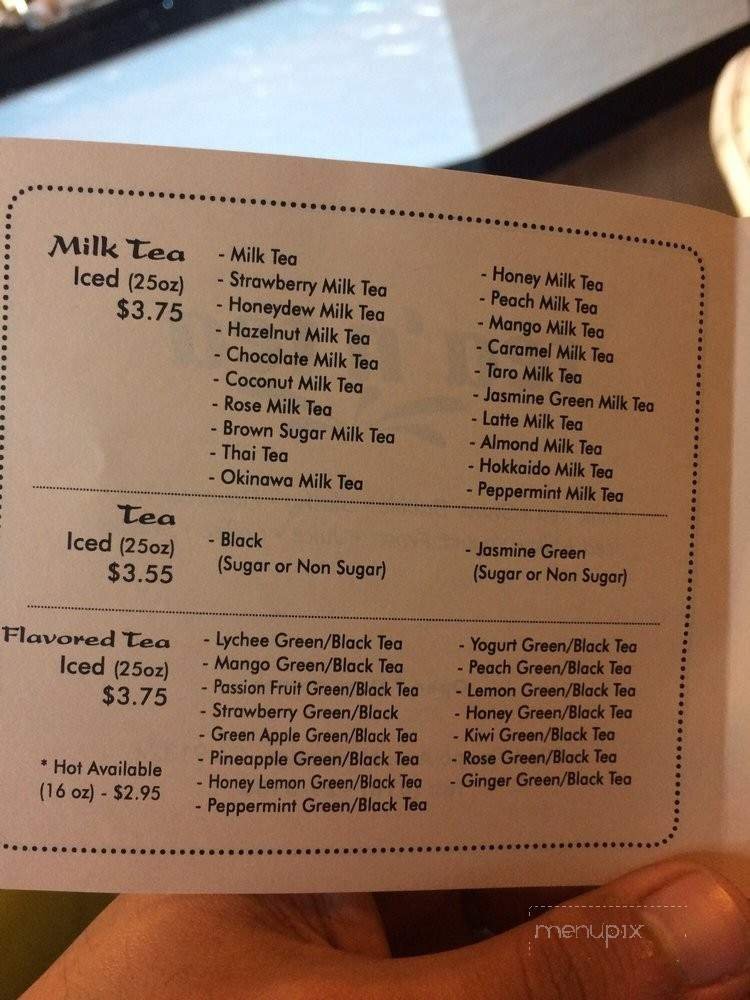 Milk Tea
Iced (25oz)
$3.75
- Milk Tea
- Strawberry Milk Tea
- Honeydew Milk Tea
- Hazelnut Milk Tea
- Chocolate Milk Tea
- Coconut Milk Tea
- Rose Milk Tea
- Brown Sugar Milk Tea
- Thai Tea
- Okinawa Milk Tea
- Honey Milk Tea
- Peach Milk Tea
- Mango Milk Tea
- Caramel Milk Tea
- Taro Milk Tea
- Jasmine Green Milk Tea
- Latte Milk Tea
- Almond Milk Tea
- Hokkaido Milk Tea
- Peppermint Milk Tea
Tea
Iced (25oz)
$3.55
- Black
(Sugar or Non Sugar)
- Jasmine Green
(Sugar or Non Sugar)
Flavored Tea
Iced (25oz)
$3.75
* Hot Available
(16 oz) - $2.95
- Lychee Green/Black Tea
- Mango Green/Black Tea
- Passion Fruit Green/Black Tea
- Strawberry Green/Black
- Green Apple Green/Black Tea
- Pineapple Green/Black Tea
- Honey Lemon Green/Black Tea
- Peppermint Green/Black Tea
- Yogurt Green/Black Tea
- Peach Green/Black Tea
- Lemon Green/Black Tea
- Honey Green/Black Tea
- Kiwi Green/Black Tea
- Rose Green/Black Tea
- Ginger Green/Black Tea
menupix